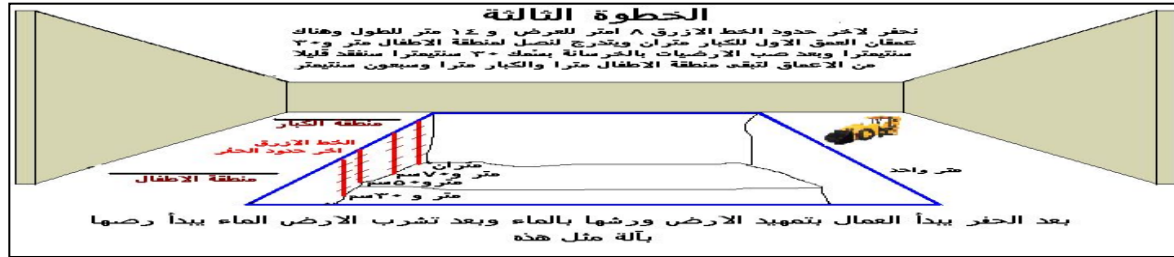 الخطوة الثالثة
نحفر لاخر حدود الخط الازرق ٨ امتر للعرض و ١٤ متر للطول وهناك
عمقان العمق الاول للكبار متران ويتدرج لنصل لمنطقة الاطفال متر و٣٠
سنتيمترا وبعد صب الارضيات بالخرسانة بسمك ٣٠ سنتيمترا سنفقد قليلا
من الاعماق لتبقى منطقة الاطفال مترا والكبار مترا وسبعون سنتيمتر
منطقة الكبار
الخط الازرق
اخر حدود الحفر
منطقة الاطفال
متران
متر و٧٠سم
متر و٥٠سم
متر و ٣٠سم
متر واحد
بعد الحفر يبدأ العمال بتمهيد الارض ورشها بالماء وبعد تشرب الارض الماء يبدأ رصها
بآلة مثل هذه